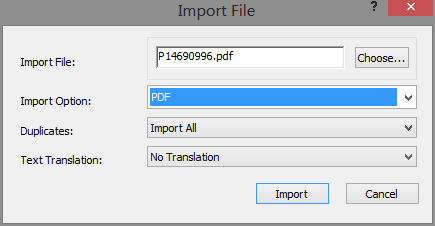 Import File
?
Import File:
P14690996.pdf
Choose...
Import Option:
PDF
Duplicates:
Import All
Text Translation:
No Translation
Import
Cancel